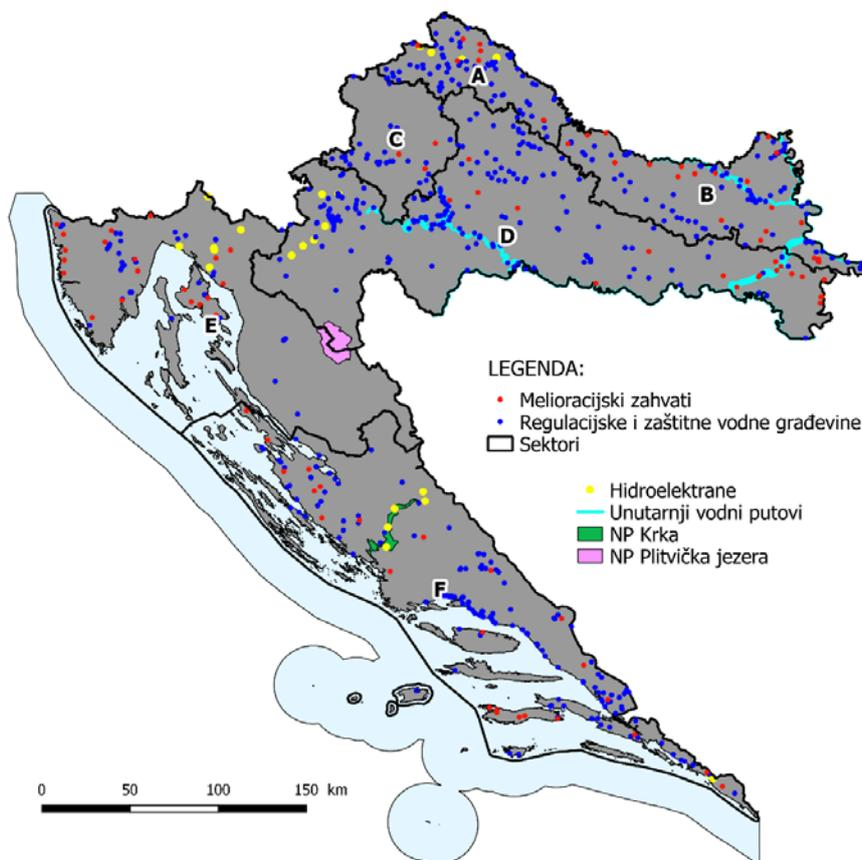 A
C
B
D
E
LEGENDA:
Melioracijski zahvati
Regulacijske i zaštitne vodne građevine
Sektori
Hidroelektrane
Unutarnji vodni putovi
NP Krka
NP Plitvička jezera
F
D
0 50 100 150 km